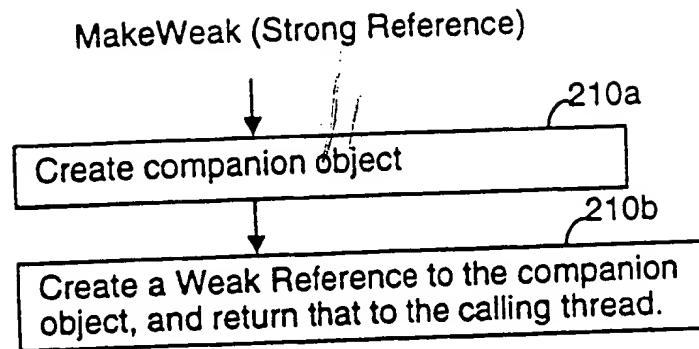 MakeWeak (Strong Reference)
210a
Create companion object
210b
Create a Weak Reference to the companion
object, and return that to the calling thread.